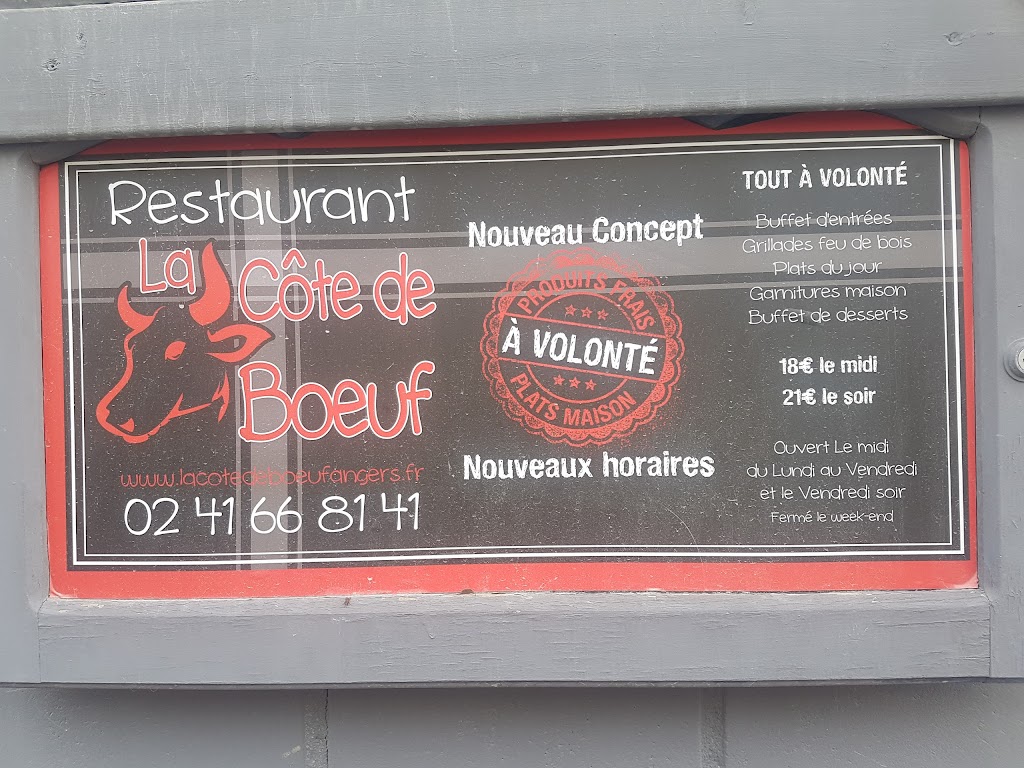 Restaurant
La
Côte de
Boeuf
www.lacotedeboeufangers.fr
02 41 66 81 41
Nouveau Concept
PRODUITS FRAIS
À VOLONTÉ
PLATS MAISON
Nouveaux horaires
TOUT À VOLONTÉ
Buffet d'entrées
Grillades feu de bois
Plats du jour
Garnitures maison
Buffet de desserts
18€ le midi
21€ le soir
Ouvert Le midi
du Lundi au Vendredi
et le Vendredi soir
Fermé le week-end